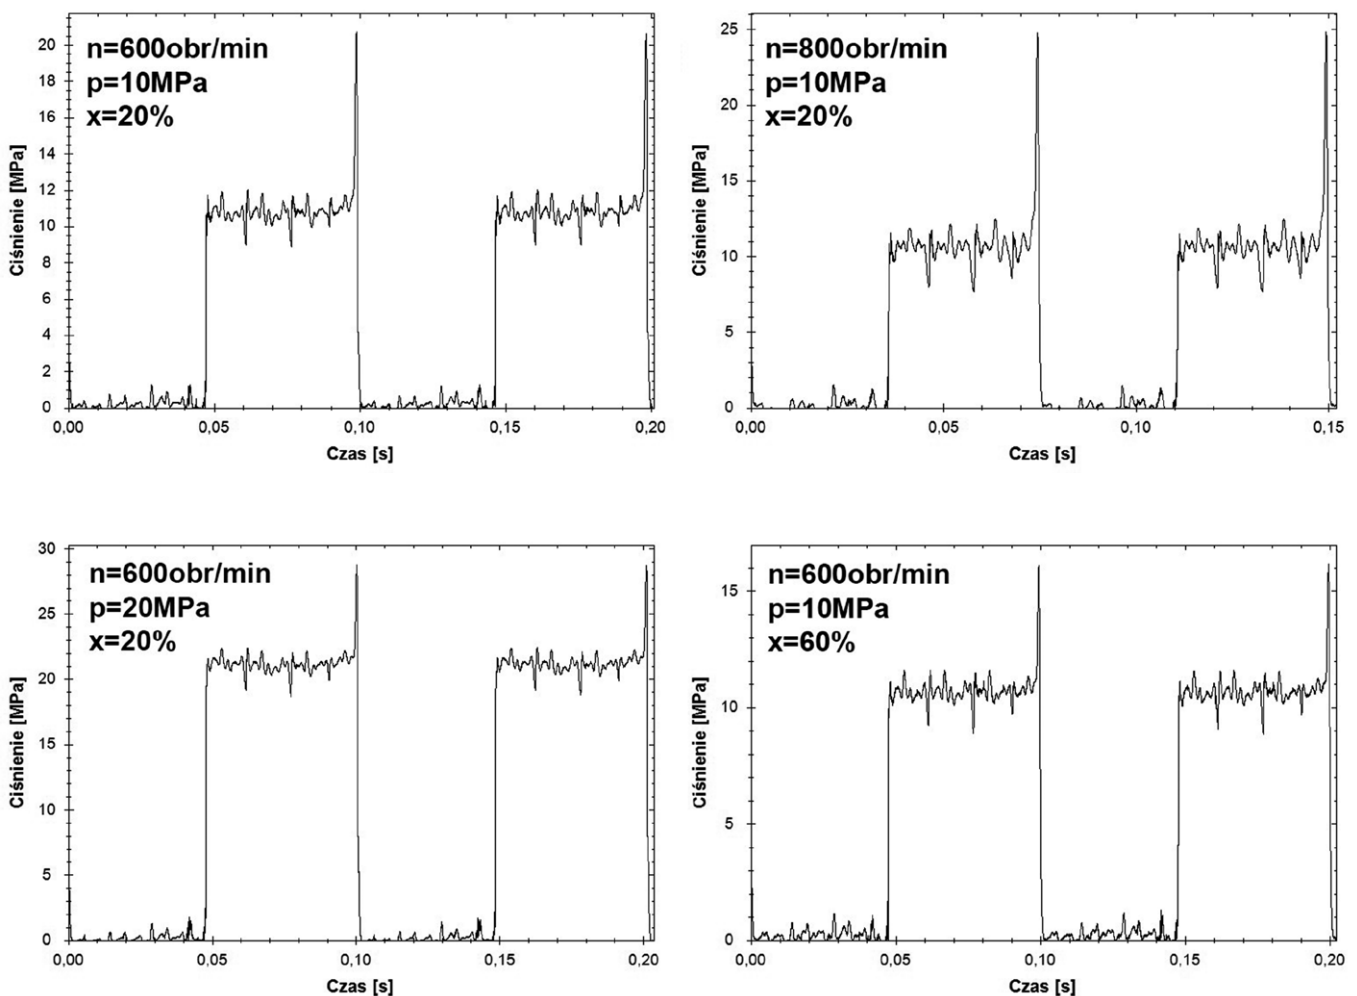 n=600obr/min
p=10MPa
x=20%
Ciśnienie [MPa]
20
18
16
14
12
10
8
6
4
2
0
0,00
0,05
0,10
0,15
0,20
Czas [s]
n=800obr/min
p=10MPa
x=20%
Ciśnienie [MPa]
25
20
15
10
5
0
0,00
0,05
0,10
0,15
Czas [s]
n=600obr/min
p=20MPa
x=20%
Ciśnienie [MPa]
30
25
20
15
10
5
0
0,00
0,05
0,10
0,15
0,20
Czas [s]
n=600obr/min
p=10MPa
x=60%
Ciśnienie [MPa]
15
10
5
0
0,00
0,05
0,10
0,15
0,20
Czas [s]